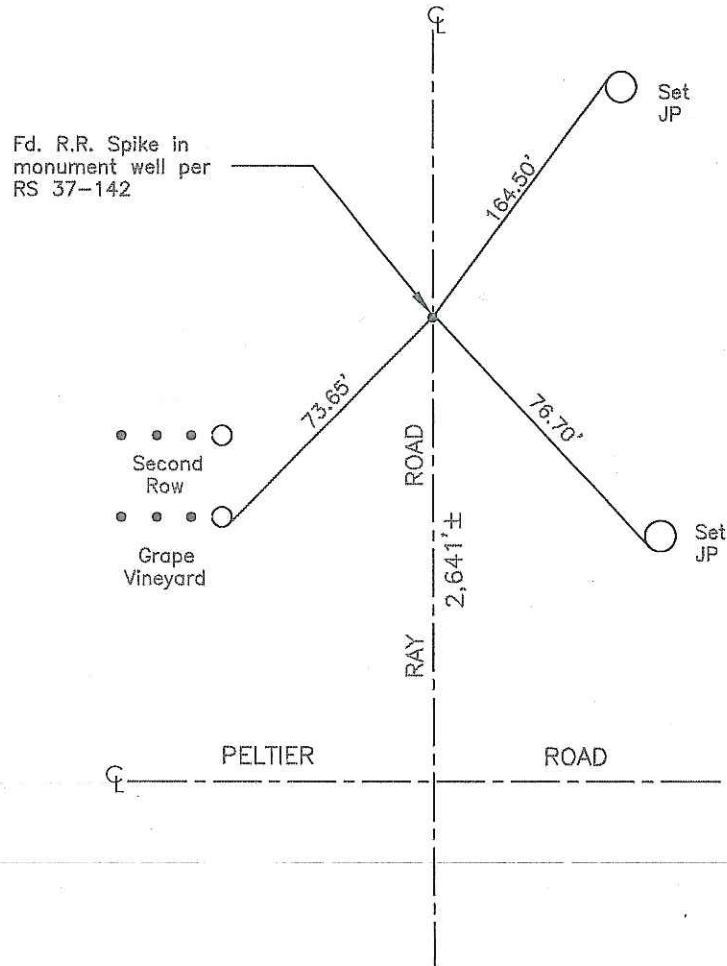 ℄
Set
JP
Fd. R.R. Spike in
monument well per
RS 37-142
164.50'
73.65'
76.70'
Second
Row
Grape
Vineyard
Set
JP
RAY ROAD
2,641'±
PELTIER ROAD
℄